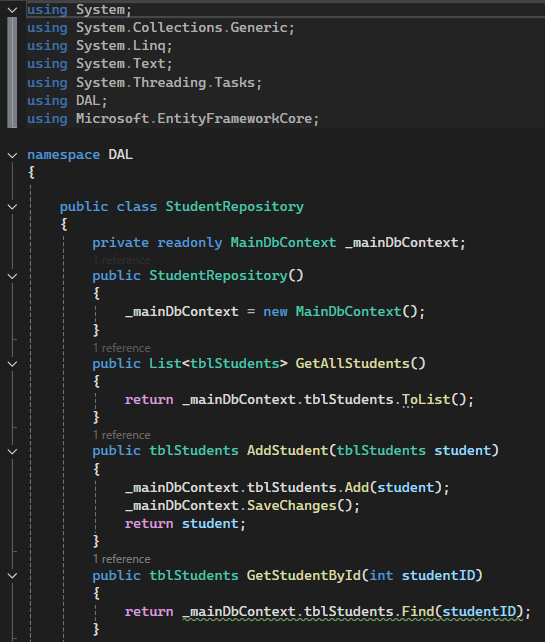 using System;
using System.Collections.Generic;
using System.Linq;
using System.Text;
using System.Threading.Tasks;
using DAL;
using Microsoft.EntityFrameworkCore;
namespace DAL
{
public class StudentRepository
{
private readonly MainDbContext _mainDbContext;
1 reference
public StudentRepository()
{
_mainDbContext = new MainDbContext();
}
1 reference
public List<tblStudents> GetAllStudents()
{
return _mainDbContext.tblStudents.ToList();
}
1 reference
public tblStudents AddStudent(tblStudents student)
{
_mainDbContext.tblStudents.Add(student);
_mainDbContext.SaveChanges();
return student;
}
1 reference
public tblStudents GetStudentById(int studentID)
{
return _mainDbContext.tblStudents.Find(studentID);
}